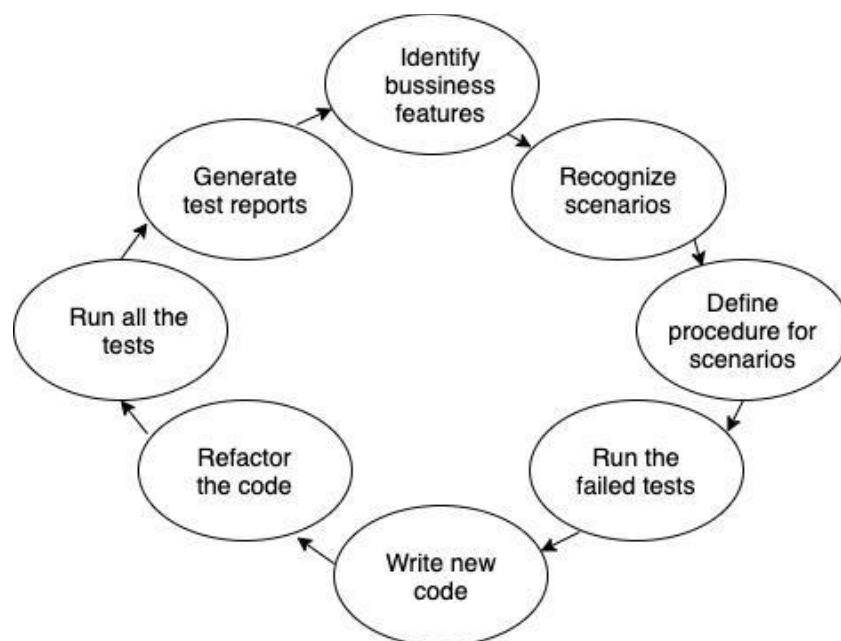 Identify
bussiness
features
Recognize
scenarios
Define
procedure for
scenarios
Run the
failed tests
Write new
code
Refactor
the code
Run all the
tests
Generate
test reports